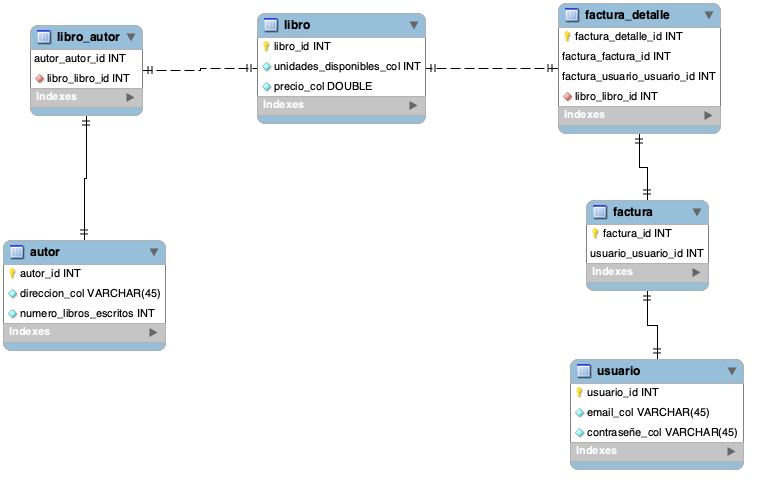 libro_autor
autor_autor_id INT
libro_libro_id INT
Indexes
libro
libro_id INT
unidades_disponibles_col INT
precio_col DOUBLE
Indexes
factura_detalle
factura_detalle_id INT
factura_factura_id INT
factura_usuario_usuario_id INT
libro_libro_id INT
Indexes
autor
autor_id INT
direccion_col VARCHAR(45)
numero_libros_escritos INT
Indexes
factura
factura_id INT
usuario_usuario_id INT
Indexes
usuario
usuario_id INT
email_col VARCHAR(45)
contraseñe_col VARCHAR(45)
Indexes